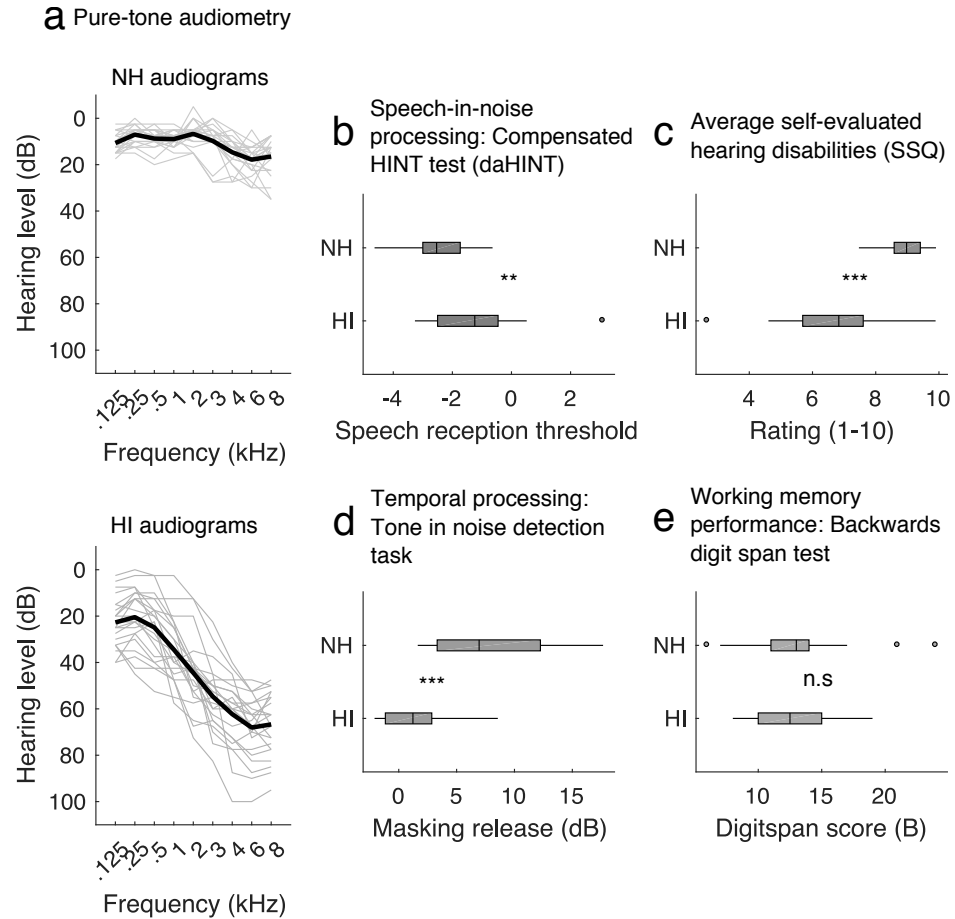 a Pure-tone audiometry
NH audiograms
0
20
40
60
80
100
Hearing level (dB)
.125
.25
.5
1
2
3
4
6
8
Frequency (kHz)
HI audiograms
0
20
40
60
80
100
Hearing level (dB)
.125
.25
.5
1
2
3
4
6
8
Frequency (kHz)
b Speech-in-noise
processing: Compensated
HINT test (daHINT)
NH
**
HI
-4 -2 0 2
Speech reception threshold
c Average self-evaluated
hearing disabilities (SSQ)
NH
***
HI
4 6 8 10
Rating (1-10)
d Temporal processing:
Tone in noise detection
task
NH
***
HI
0 5 10 15
Masking release (dB)
e Working memory
performance: Backwards
digit span test
NH
n.s
HI
10 15 20
Digitspan score (B)